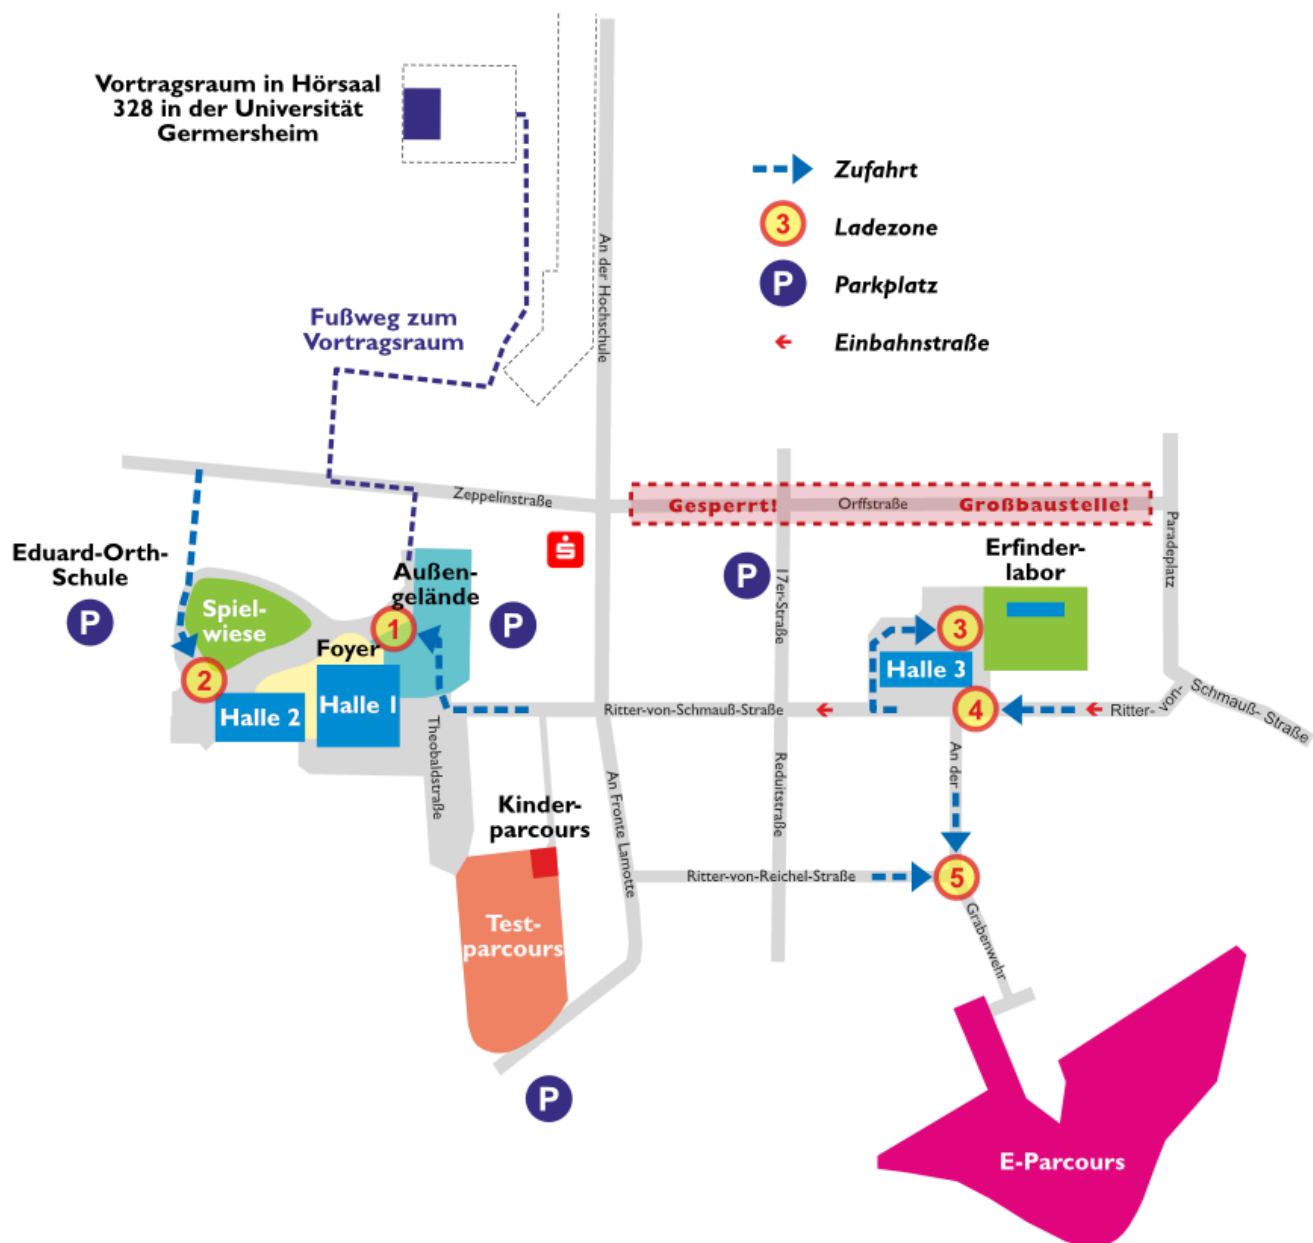 Vortragsraum in Hörsaal
328 in der Universität
Germersheim
Zufahrt
3
Ladezone
P
Parkplatz
Einbahnstraße
An der Hochschule
Fußweg zum
Vortragsraum
Zeppelinstraße
Gesperrt!
Orffstraße
Großbaustelle!
Paradeplatz
Eduard-Orth-
Schule
P
Spiel-
wiese
Außen-
gelände
1
Foyer
2
Halle 2
Halle 1
P
S
P
17er-Straße
Erfinder-
labor
3
Halle 3
4
Ritter-von-Schmauß-Straße
Ritter-
von-
Schmauß- Straße
Theobaldstraße
An Fronte Lamotte
Reduitstraße
An der
Kinder-
parcours
Ritter-von-Reichel-Straße
5
Grabenwehr
Test-
parcours
P
E-Parcours